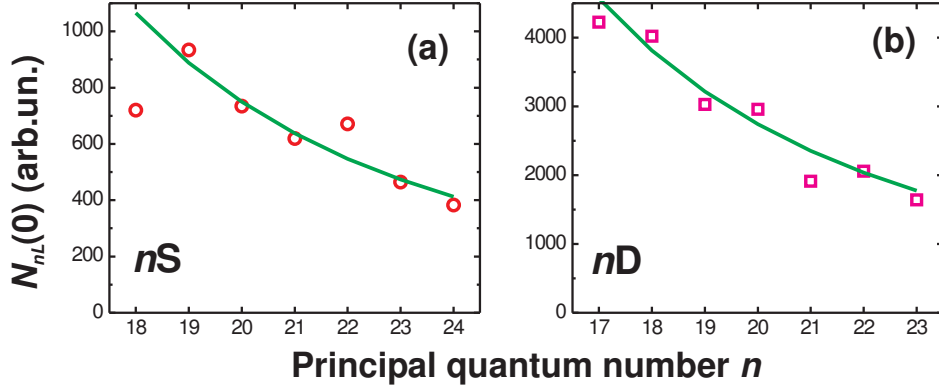 N_{nL}(0) (arb.un.)
1000
800
600
400
200
0
(a)
nS
18 19 20 21 22 23 24
4000
3000
2000
1000
0
(b)
nD
17 18 19 20 21 22 23
Principal quantum number n